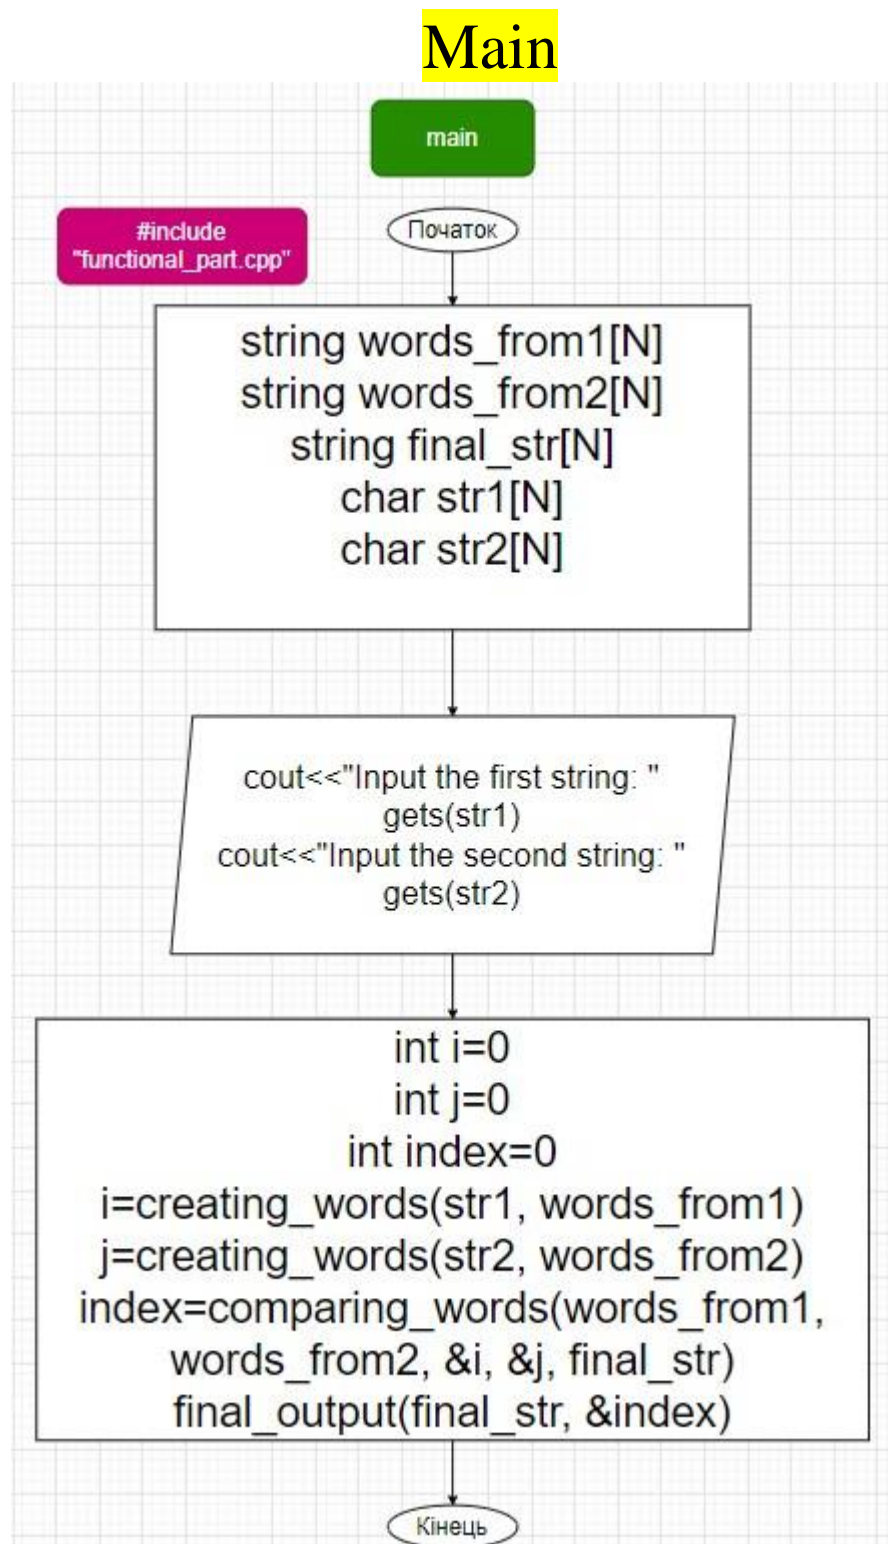 Main
main
#include
"functional_part.cpp"
Початок
string words_from1[N]
string words_from2[N]
string final_str[N]
char str1[N]
char str2[N]
cout<<"Input the first string: "
gets(str1)
cout<<"Input the second string: "
gets(str2)
int i=0
int j=0
int index=0
i=creating_words(str1, words_from1)
j=creating_words(str2, words_from2)
index=comparing_words(words_from1,
words_from2, &i, &j, final_str)
final_output(final_str, &index)
Кінець